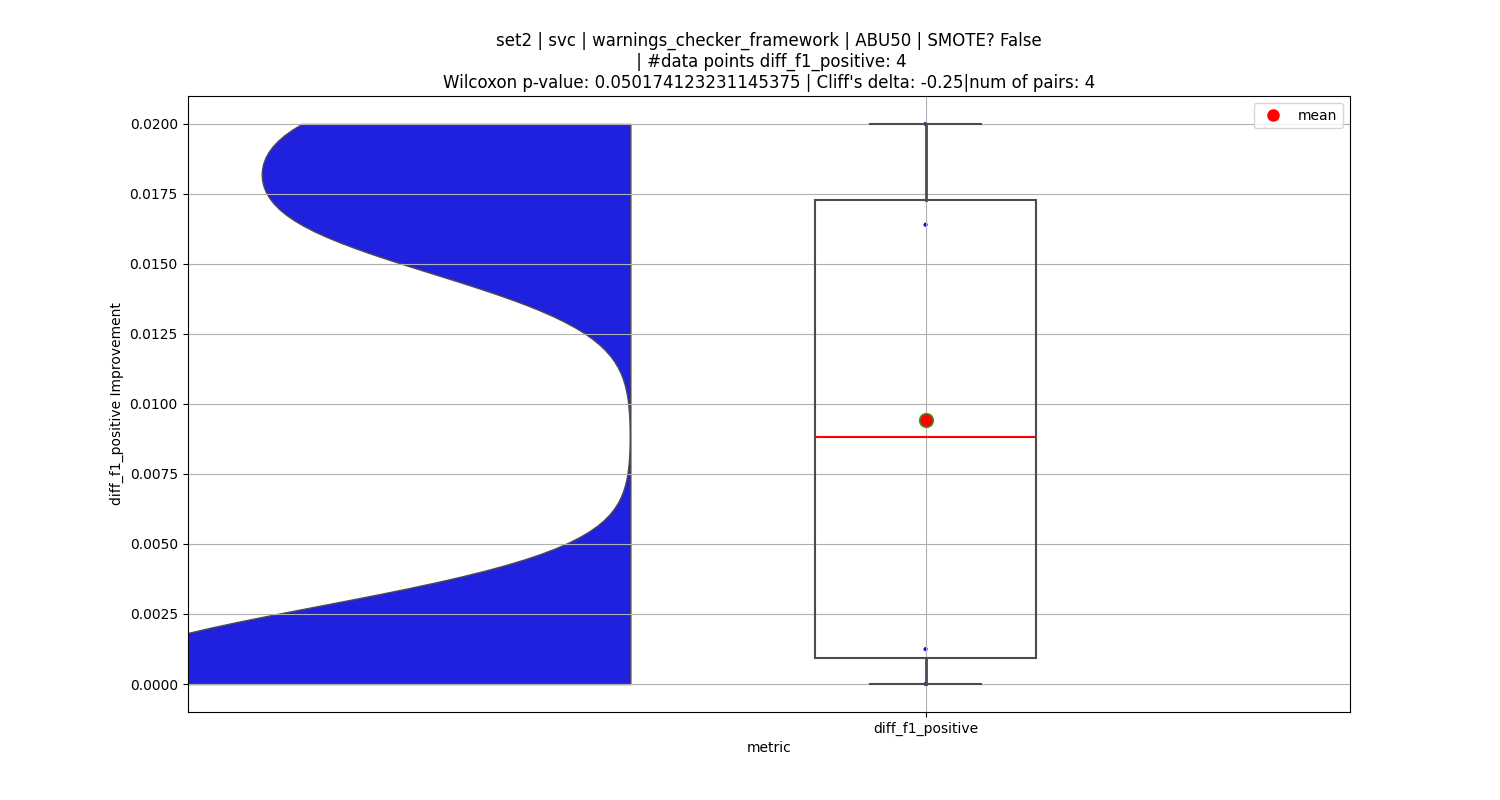 set2 | svc | warnings_checker_framework | ABU50 | SMOTE? False
| #data points diff_f1_positive: 4
Wilcoxon p-value: 0.050174123231145375 | Cliff's delta: -0.25|num of pairs: 4
mean
0.0200
0.0175
0.0150
0.0125
0.0100
0.0075
0.0050
0.0025
0.0000
diff_f1_positive Improvement
diff_f1_positive
metric